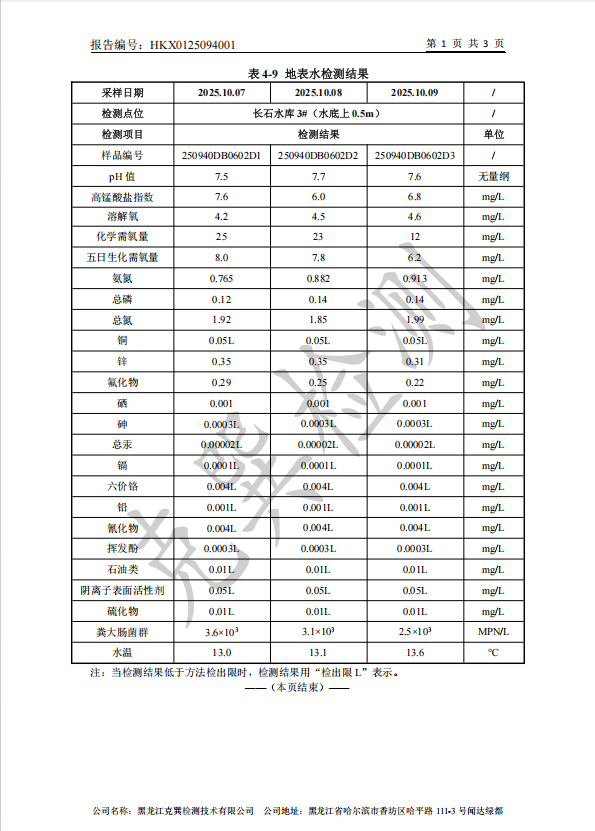 报告编号：HKX0125094001 第 1 页 共 3 页
表 4-9 地表水检测结果
采样日期 2025.10.07 2025.10.08 2025.10.09 /
检测点位 长石水库 3#（水底上 0.5m） /
检测项目 检测结果 单位
样品编号 250940DB0602D1 250940DB0602D2 250940DB0602D3 /
pH 值 7.5 7.7 7.6 无量纲
高锰酸盐指数 7.6 6.0 6.8 mg/L
溶解氧 4.2 4.5 4.6 mg/L
化学需氧量 25 23 12 mg/L
五日生化需氧量 8.0 7.8 6.2 mg/L
氨氮 0.765 0.882 0.913 mg/L
总磷 0.12 0.14 0.14 mg/L
总氮 1.92 1.85 1.99 mg/L
铜 0.05L 0.05L 0.05L mg/L
锌 0.35 0.35 0.31 mg/L
氟化物 0.29 0.25 0.22 mg/L
硒 0.001 0.001 0.001 mg/L
砷 0.0003L 0.0003L 0.0003L mg/L
总汞 0.00002L 0.00002L 0.00002L mg/L
镉 0.0001L 0.0001L 0.0001L mg/L
六价铬 0.004L 0.004L 0.004L mg/L
铅 0.001L 0.001L 0.001L mg/L
氰化物 0.004L 0.004L 0.004L mg/L
挥发酚 0.0003L 0.0003L 0.0003L mg/L
石油类 0.01L 0.01L 0.01L mg/L
阴离子表面活性剂 0.05L 0.05L 0.05L mg/L
硫化物 0.01L 0.01L 0.01L mg/L
粪大肠菌群 3.6×10³ 3.1×10³ 2.5×10³ MPN/L
水温 13.0 13.1 13.6 ℃
注：当检测结果低于方法检出限时，检测结果用“检出限 L”表示。
——（本页结束）——
克巽检测
公司名称：黑龙江克巽检测技术有限公司 公司地址：黑龙江省哈尔滨市香坊区哈平路 111-3 号闻达绿都